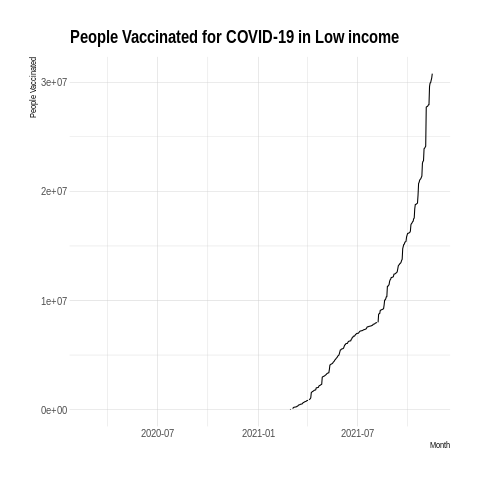 People Vaccinated for COVID-19 in Low income
People Vaccinated
3e+07
2e+07
1e+07
0e+00
2020-07
2021-01
2021-07
Month